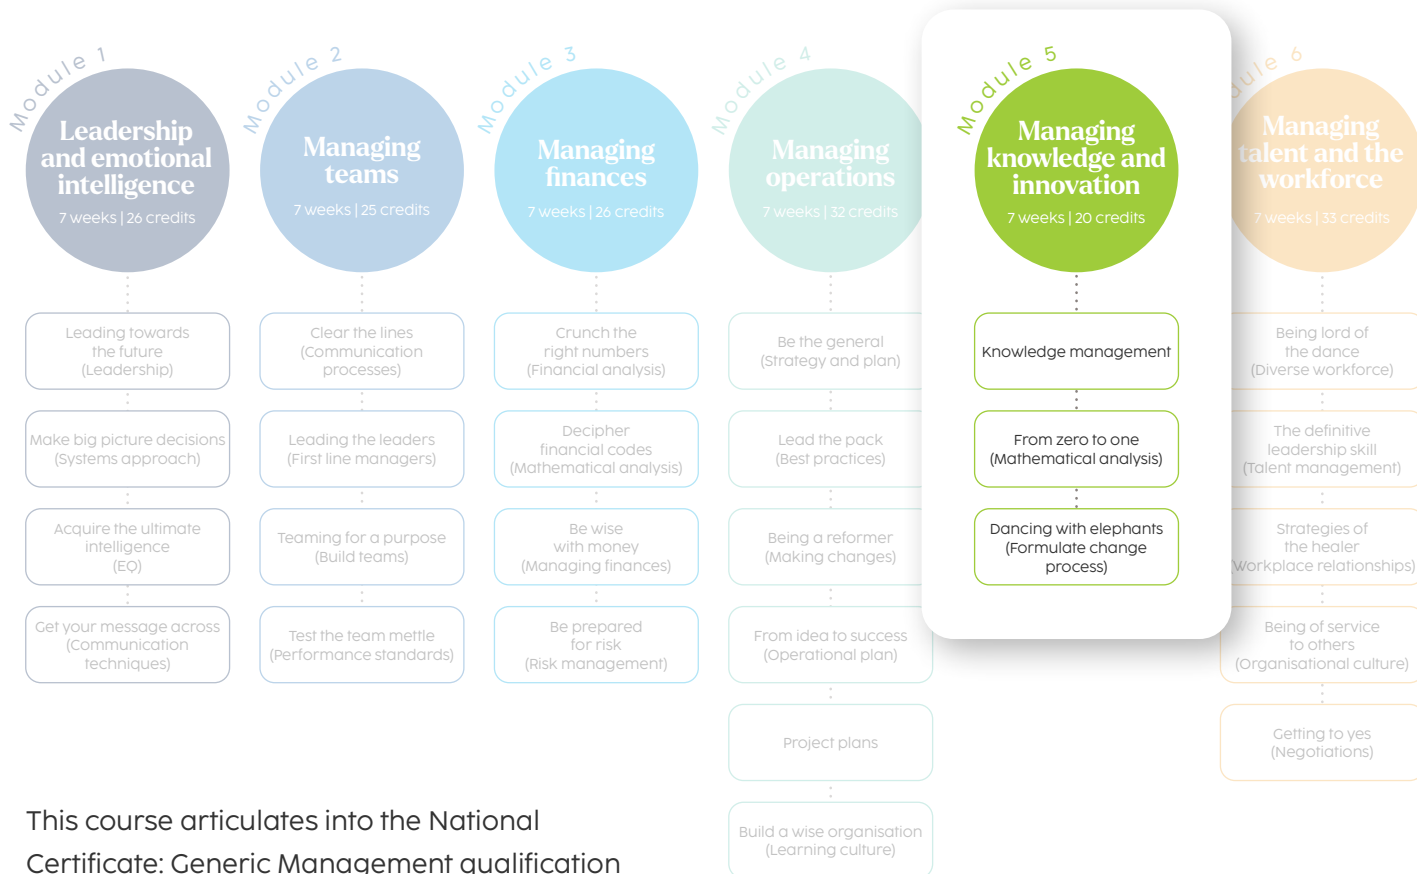 Module 1
Leadership
and emotional
intelligence
7 weeks | 26 credits
Leading towards
the future
(Leadership)
Make big picture decisions
(Systems approach)
Acquire the ultimate
intelligence
(EQ)
Get your message across
(Communication
techniques)
Module 2
Managing
teams
7 weeks | 25 credits
Clear the lines
(Communication
processes)
Leading the leaders
(First line managers)
Teaming for a purpose
(Build teams)
Test the team mettle
(Performance standards)
Module 3
Managing
finances
7 weeks | 26 credits
Crunch the
right numbers
(Financial analysis)
Decipher
financial codes
(Mathematical analysis)
Be wise
with money
(Managing finances)
Be prepared
for risk
(Risk management)
Module 4
Managing
operations
7 weeks | 32 credits
Be the general
(Strategy and plan)
Lead the pack
(Best practices)
Being a reformer
(Making changes)
From idea to success
(Operational plan)
Project plans
Build a wise organisation
(Learning culture)
Module 5
Managing
knowledge and
innovation
7 weeks | 20 credits
Knowledge management
From zero to one
(Mathematical analysis)
Dancing with elephants
(Formulate change
process)
dule 6
Managing
talent and the
workforce
7 weeks | 33 credits
Being lord of
the dance
(Diverse workforce)
The definitive
leadership skill
(Talent management)
Strategies of
the healer
(Workplace relationships)
Being of service
to others
(Organisational culture)
Getting to yes
(Negotiations)
This course articulates into the National
Certificate: Generic Management qualification